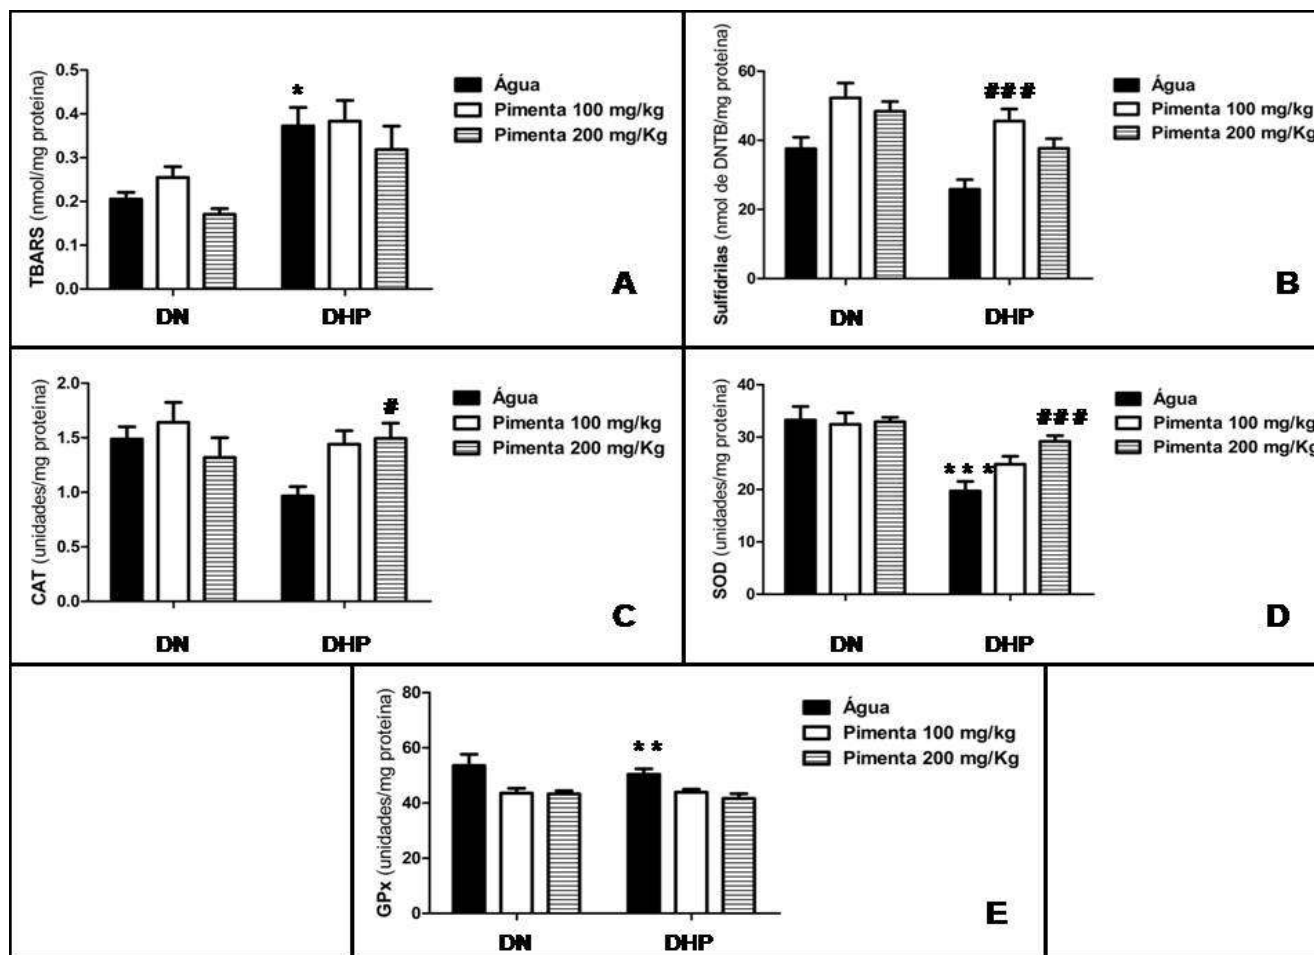 0.5
0.4
0.3
0.2
0.1
0.0
TBARS (nmol/mg proteína)
*
DN
DHP
Água
Pimenta 100 mg/kg
Pimenta 200 mg/Kg
A
60
40
20
0
Sulfidrilas (nmol de DNTB/mg proteína)
###
DN
DHP
Água
Pimenta 100 mg/kg
Pimenta 200 mg/Kg
B
2.0
1.5
1.0
0.5
0.0
CAT (unidades/mg proteína)
#
DN
DHP
Água
Pimenta 100 mg/kg
Pimenta 200 mg/Kg
C
40
30
20
10
0
SOD (unidades/mg proteína)
***
###
DN
DHP
Água
Pimenta 100 mg/kg
Pimenta 200 mg/Kg
D
80
60
40
20
0
GPx (unidades/mg proteína)
**
DN
DHP
Água
Pimenta 100 mg/kg
Pimenta 200 mg/Kg
E